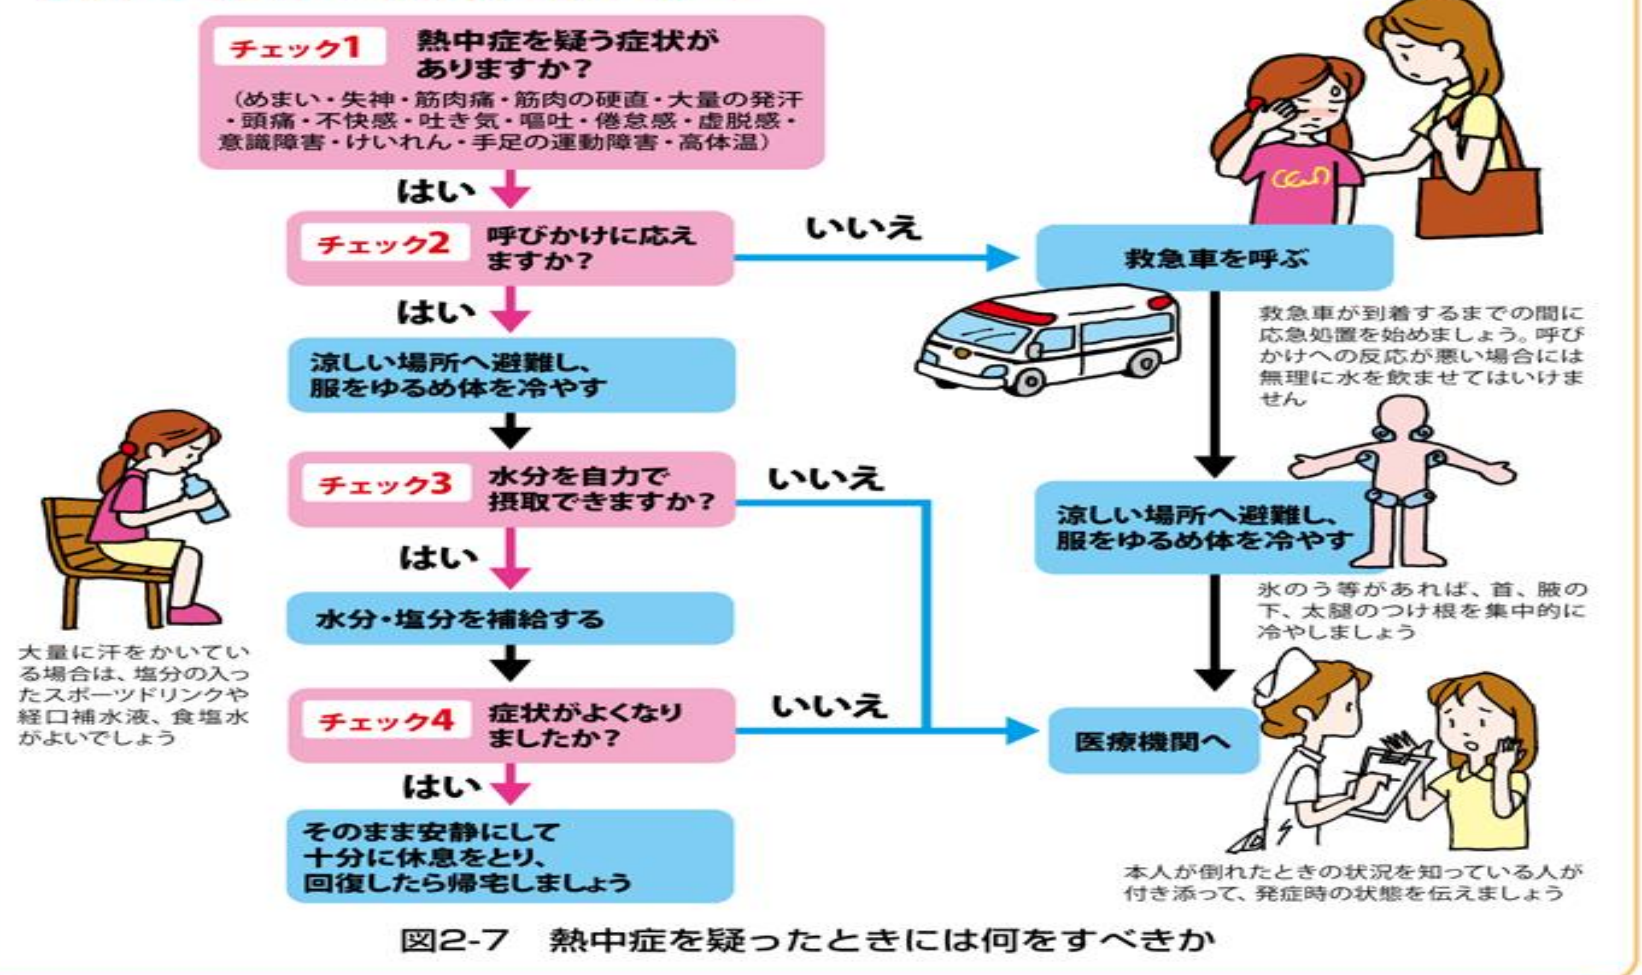 チェック1
熱中症を疑う症状が
ありますか？
（めまい・失神・筋肉痛・筋肉の硬直・大量の発汗
・頭痛・不快感・吐き気・嘔吐・倦怠感・虚脱感・
意識障害・けいれん・手足の運動障害・高体温）
はい
チェック2
呼びかけに応え
ますか？
いいえ
救急車を呼ぶ
はい
救急車が到着するまでの間に
応急処置を始めましょう。呼び
かけへの反応が悪い場合には
無理に水を飲ませてはいけま
せん
涼しい場所へ避難し、
服をゆるめ体を冷やす
チェック3
水分を自力で
摂取できますか？
いいえ
涼しい場所へ避難し、
服をゆるめ体を冷やす
はい
氷のう等があれば、首、腋の
下、太腿のつけ根を集中的に
冷やしましょう
水分・塩分を補給する
大量に汗をかいてい
る場合は、塩分の入っ
たスポーツドリンクや
経口補水液、食塩水
がよいでしょう
チェック4
症状がよくなり
ましたか？
いいえ
医療機関へ
はい
そのまま安静にして
十分に休息をとり、
回復したら帰宅しましょう
本人が倒れたときの状況を知っている人が
付き添って、発症時の状態を伝えましょう
図2-7　熱中症を疑ったときには何をすべきか